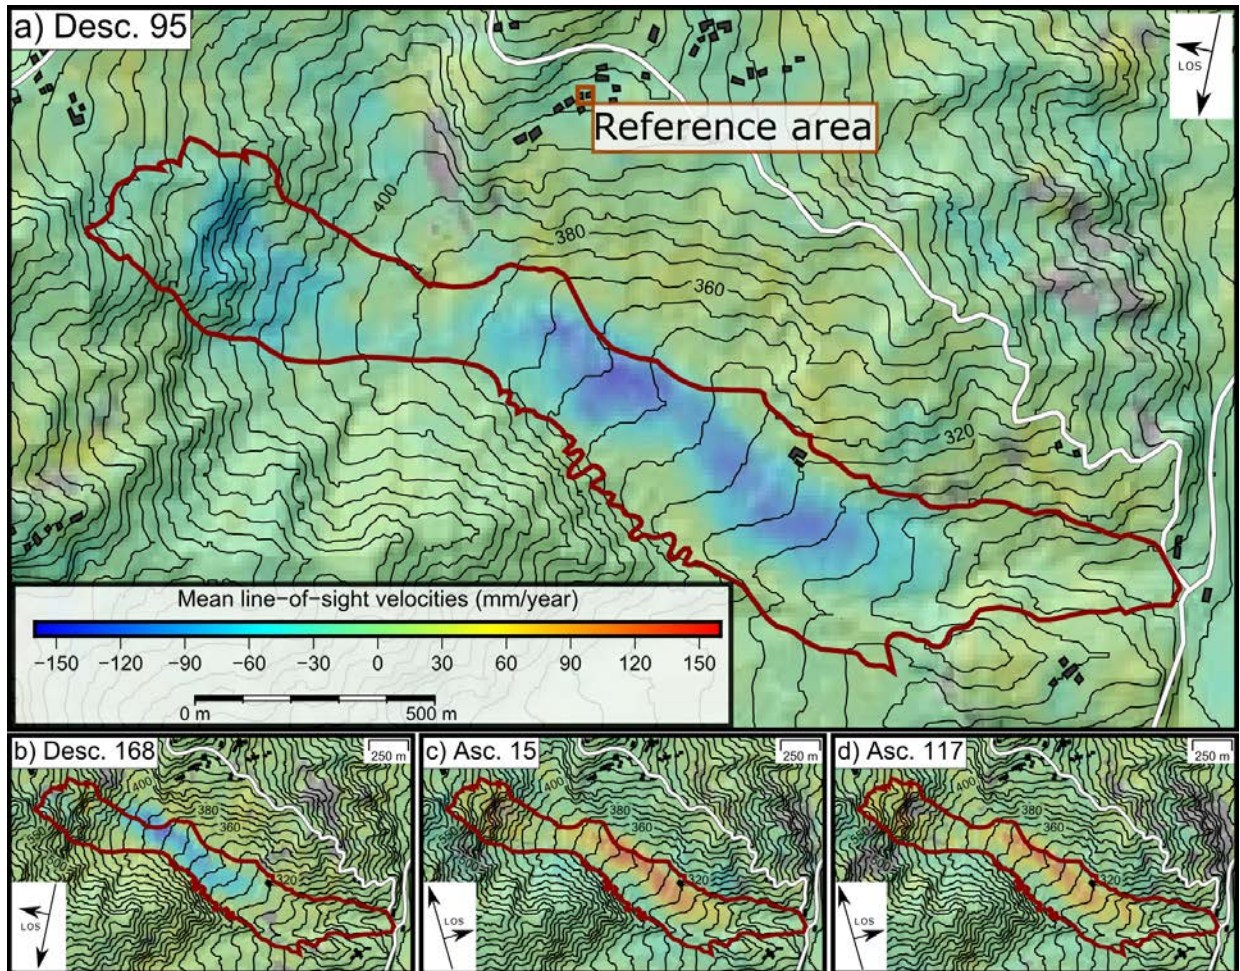 a) Desc. 95
LOS
Reference area
400
380
360
320
Mean line−of−sight velocities (mm/year)
−150 −120 −90 −60 −30 0 30 60 90 120 150
0 m 500 m
b) Desc. 168
250 m
400
380
360
320
LOS
c) Asc. 15
250 m
400
380
360
320
LOS
d) Asc. 117
250 m
400
380
360
320
LOS